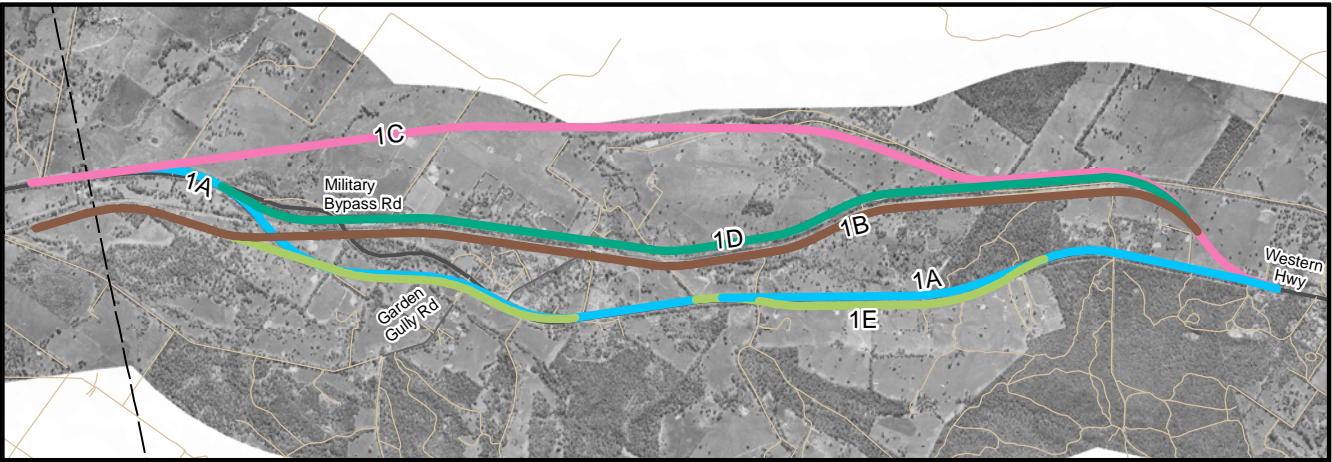 1C
1A
Military
Bypass Rd
1D
1B
Western
Hwy
1A
Garden
Gully Rd
1E